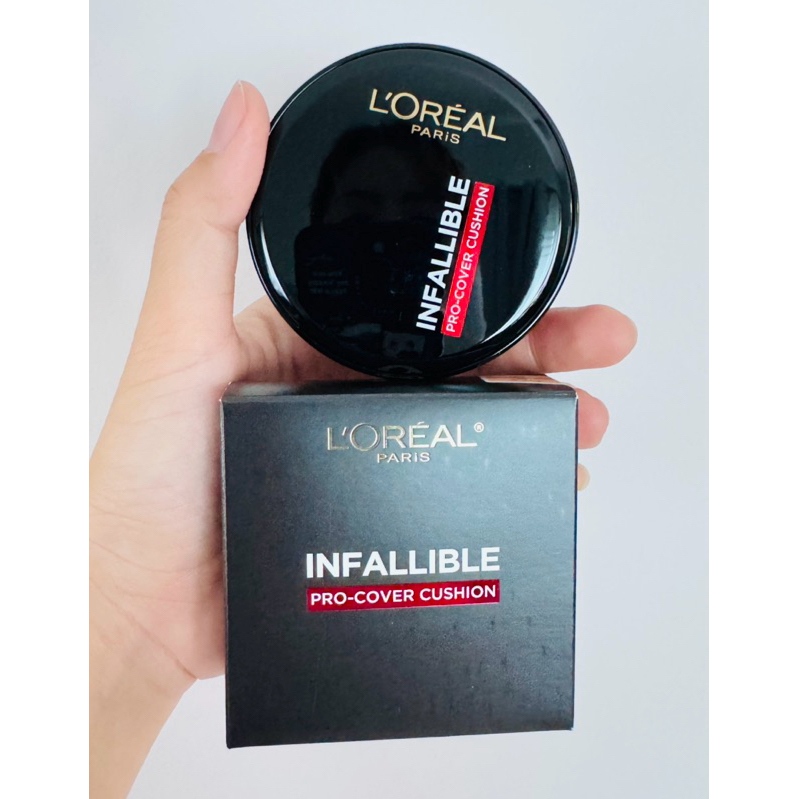 L'ORÉAL
PARiS
INFALLIBLE
PRO-COVER CUSHION
L'ORÉAL®
PARiS
INFALLIBLE
PRO-COVER CUSHION